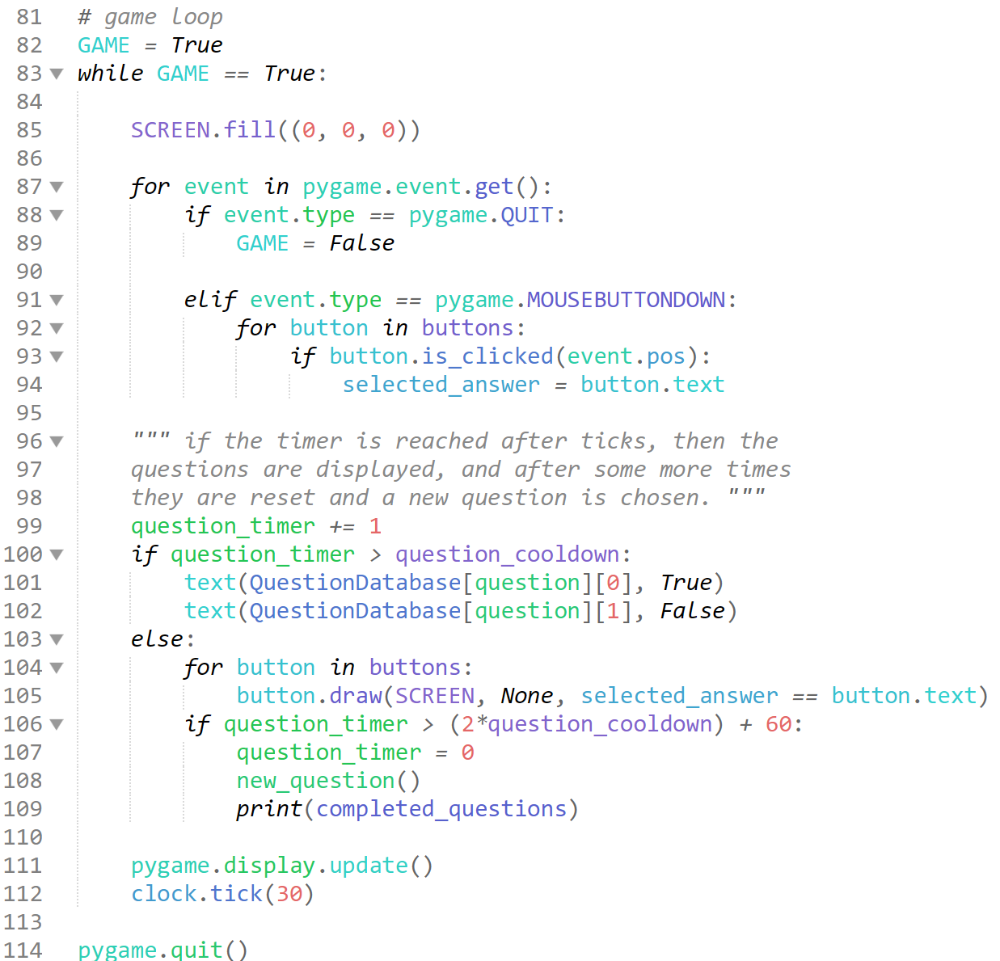 81 # game loop
82 GAME = True
83 while GAME == True:
84
85 SCREEN.fill((0, 0, 0))
86
87 for event in pygame.event.get():
88 if event.type == pygame.QUIT:
89 GAME = False
90
91 elif event.type == pygame.MOUSEBUTTONDOWN:
92 for button in buttons:
93 if button.is_clicked(event.pos):
94 selected_answer = button.text
95
96 """ if the timer is reached after ticks, then the
97 questions are displayed, and after some more times
98 they are reset and a new question is chosen. """
99 question_timer += 1
100 if question_timer > question_cooldown:
101 text(QuestionDatabase[question][0], True)
102 text(QuestionDatabase[question][1], False)
103 else:
104 for button in buttons:
105 button.draw(SCREEN, None, selected_answer == button.text)
106 if question_timer > (2*question_cooldown) + 60:
107 question_timer = 0
108 new_question()
109 print(completed_questions)
110
111 pygame.display.update()
112 clock.tick(30)
113
114 pygame.quit()